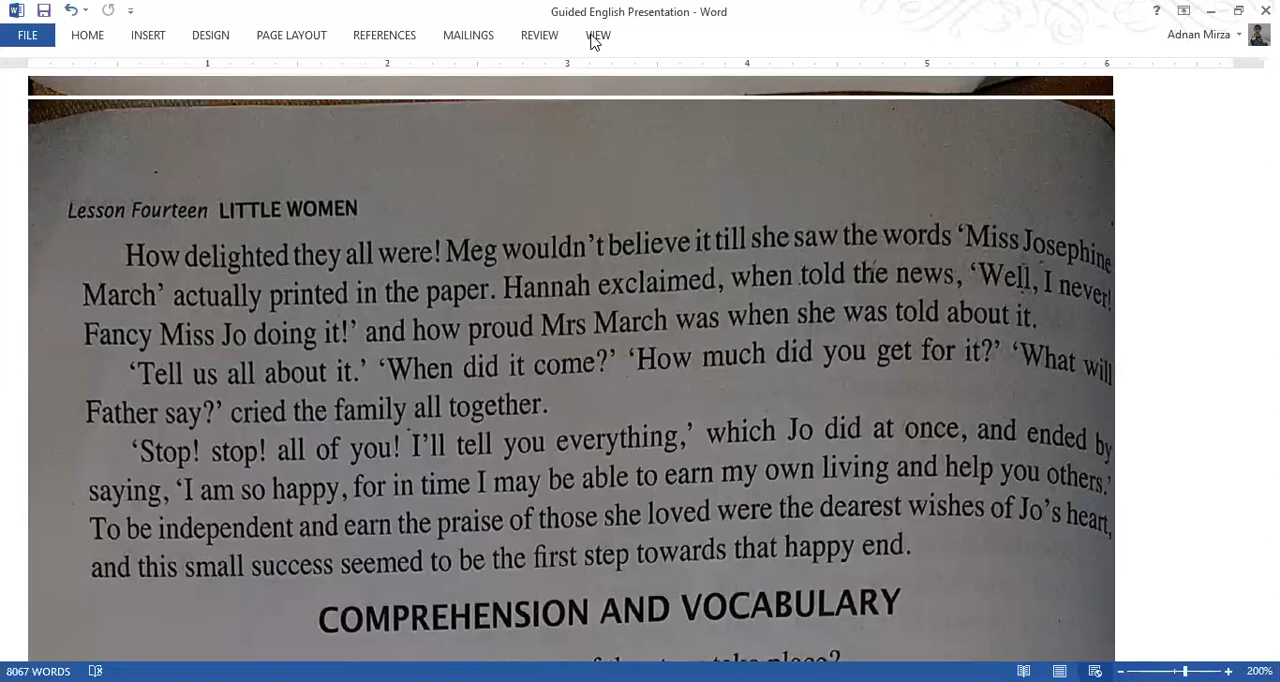 Guided English Presentation - Word
?
FILE HOME INSERT DESIGN PAGE LAYOUT REFERENCES MAILINGS REVIEW VIEW Adnan Mirza
1 2 3 4 5 6
Lesson Fourteen LITTLE WOMEN
How delighted they all were! Meg wouldn't believe it till she saw the words 'Miss Josephine
March' actually printed in the paper. Hannah exclaimed, when told the news, 'Well, I never!
Fancy Miss Jo doing it!' and how proud Mrs March was when she was told about it.
'Tell us all about it.' 'When did it come?' 'How much did you get for it?' 'What will
Father say?' cried the family all together.
'Stop! stop! all of you! I'll tell you everything,' which Jo did at once, and ended by
saying, 'I am so happy, for in time I may be able to earn my own living and help you others.'
To be independent and earn the praise of those she loved were the dearest wishes of Jo's heart,
and this small success seemed to be the first step towards that happy end.
COMPREHENSION AND VOCABULARY
take place?
8067 WORDS 200%